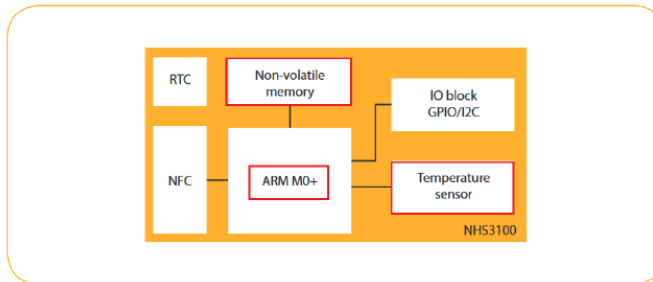 RTC
Non-volatile
memory
IO block
GPIO/I2C
NFC
ARM M0+
Temperature
sensor
NHS3100